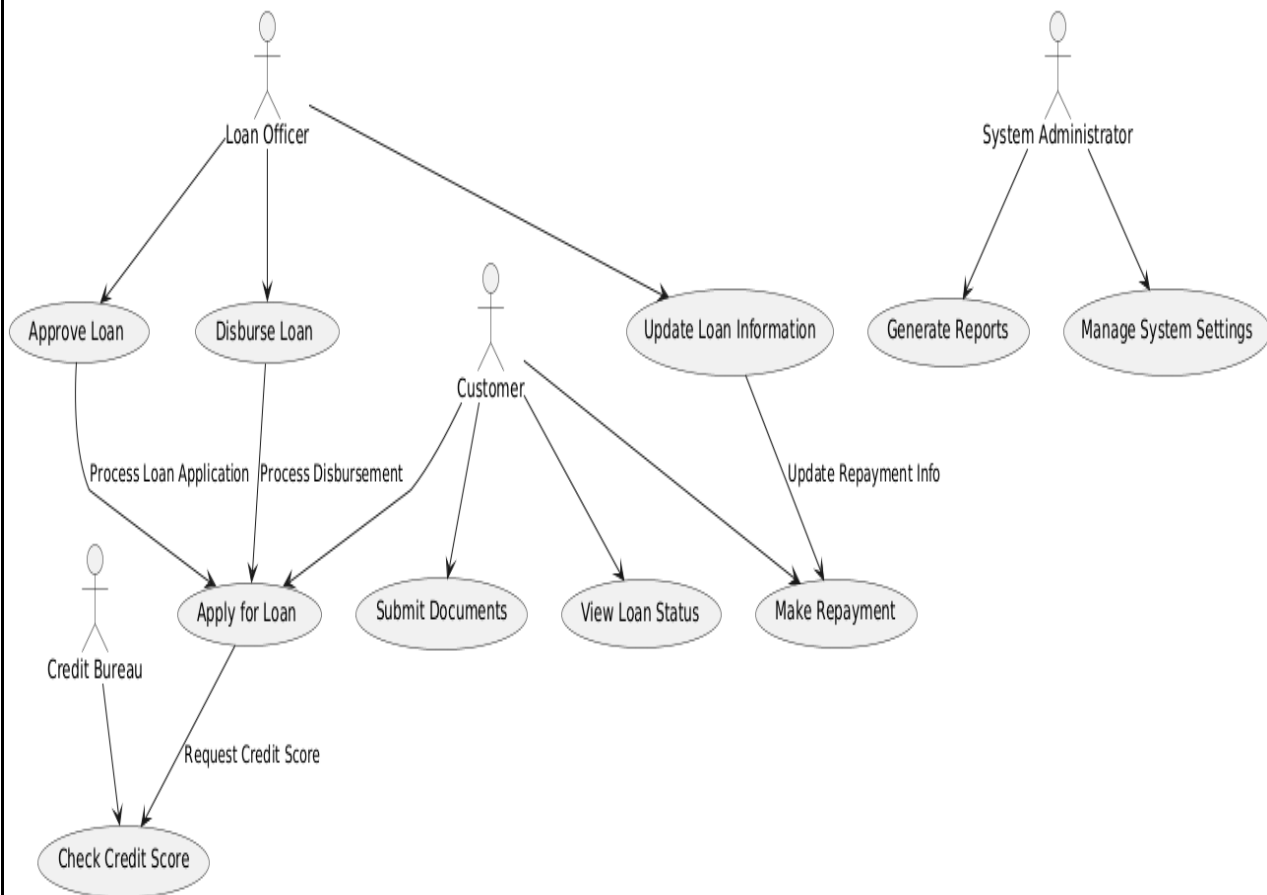 Loan Officer
System Administrator
Approve Loan
Disburse Loan
Update Loan Information
Generate Reports
Manage System Settings
Customer
Process Loan Application
Process Disbursement
Update Repayment Info
Apply for Loan
Submit Documents
View Loan Status
Make Repayment
Credit Bureau
Request Credit Score
Check Credit Score